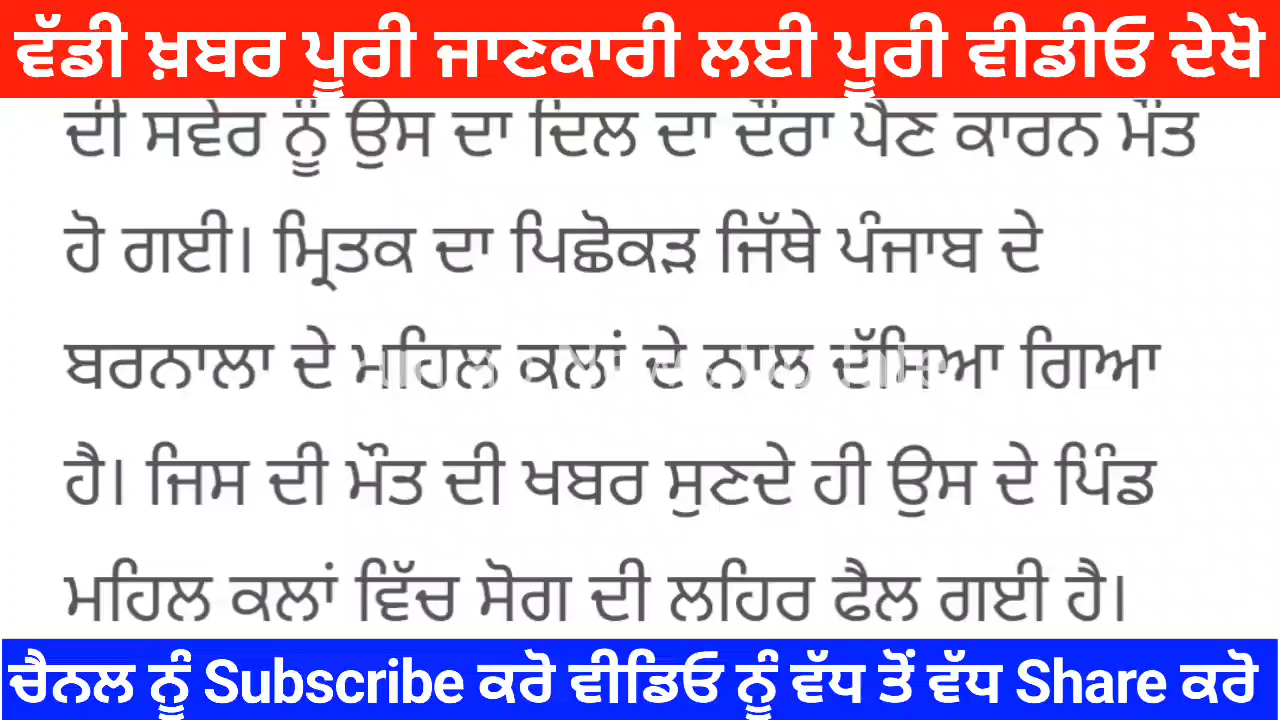 ਵੱਡੀ ਖ਼ਬਰ ਪੂਰੀ ਜਾਣਕਾਰੀ ਲਈ ਪੂਰੀ ਵੀਡੀਓ ਦੇਖੋ
ਦੀ ਸਵੇਰ ਨੂੰ ਉਸ ਦਾ ਦਿਲ ਦਾ ਦੌਰਾ ਪੈਣ ਕਾਰਨ ਮੌਤ
ਹੋ ਗਈ। ਮ੍ਰਿਤਕ ਦਾ ਪਿਛੋਕੜ ਜਿੱਥੇ ਪੰਜਾਬ ਦੇ
ਬਰਨਾਲਾ ਦੇ ਮਹਿਲ ਕਲਾਂ ਦੇ ਨਾਲ ਦੱਸਿਆ ਗਿਆ
ਹੈ। ਜਿਸ ਦੀ ਮੌਤ ਦੀ ਖਬਰ ਸੁਣਦੇ ਹੀ ਉਸ ਦੇ ਪਿੰਡ
ਮਹਿਲ ਕਲਾਂ ਵਿੱਚ ਸੋਗ ਦੀ ਲਹਿਰ ਫੈਲ ਗਈ ਹੈ।
ਚੈਨਲ ਨੂੰ Subscribe ਕਰੋ ਵੀਡਿਓ ਨੂੰ ਵੱਧ ਤੋਂ ਵੱਧ Share ਕਰੋ